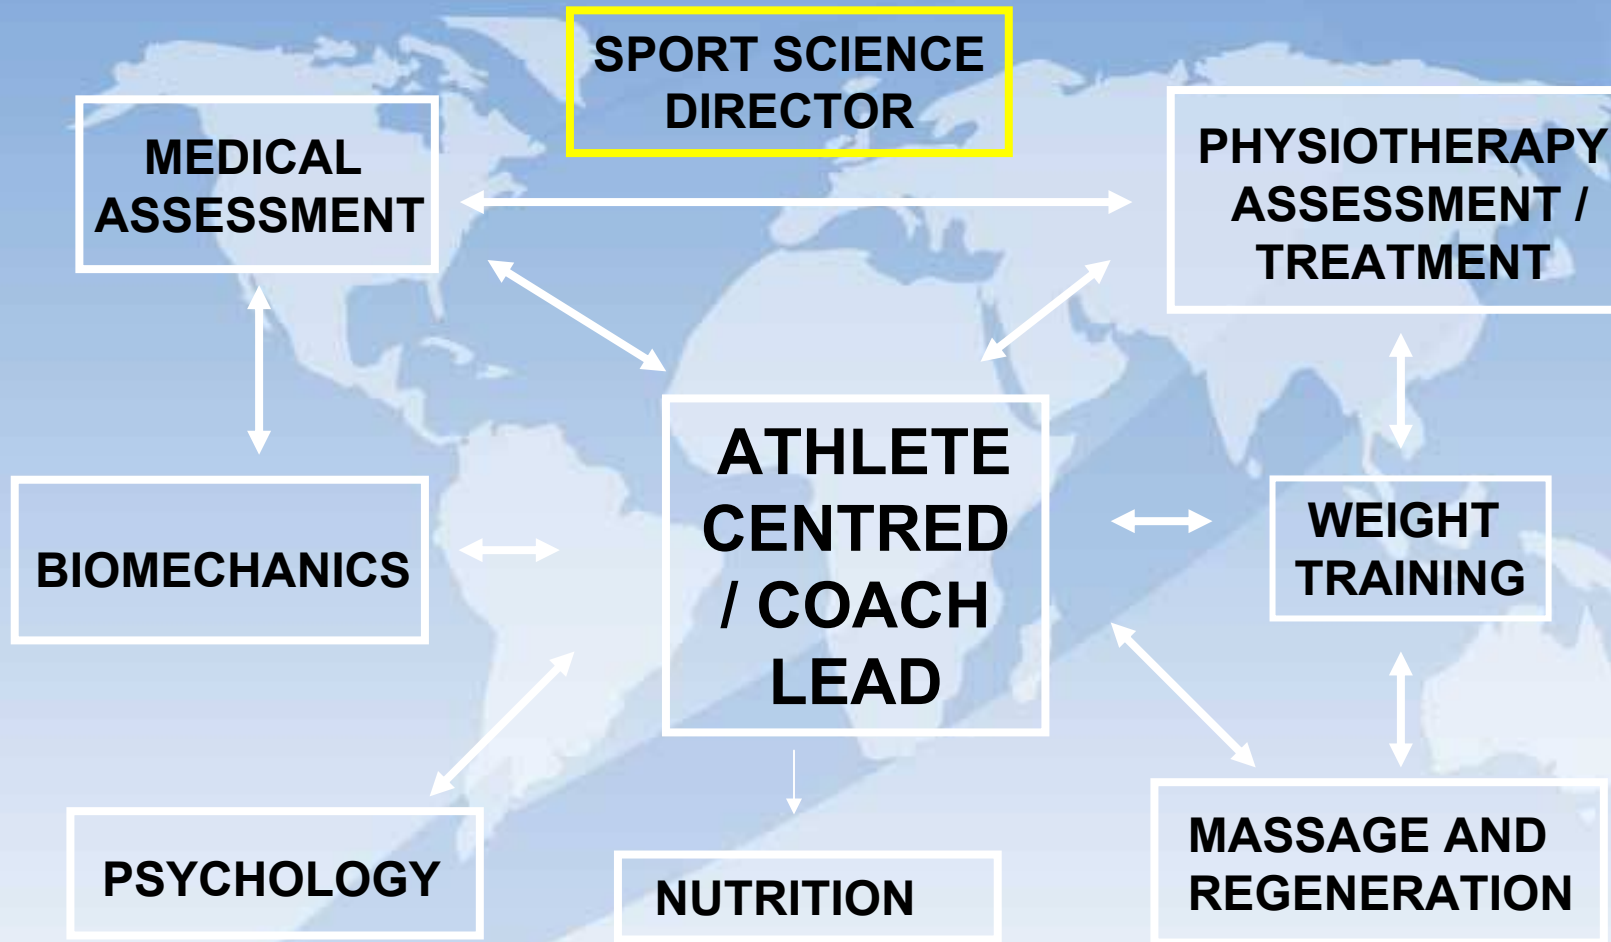 SPORT SCIENCE
DIRECTOR
MEDICAL
ASSESSMENT
PHYSIOTHERAPY
ASSESSMENT /
TREATMENT
ATHLETE
CENTRED
/ COACH
LEAD
BIOMECHANICS
WEIGHT
TRAINING
PSYCHOLOGY
NUTRITION
MASSAGE AND
REGENERATION